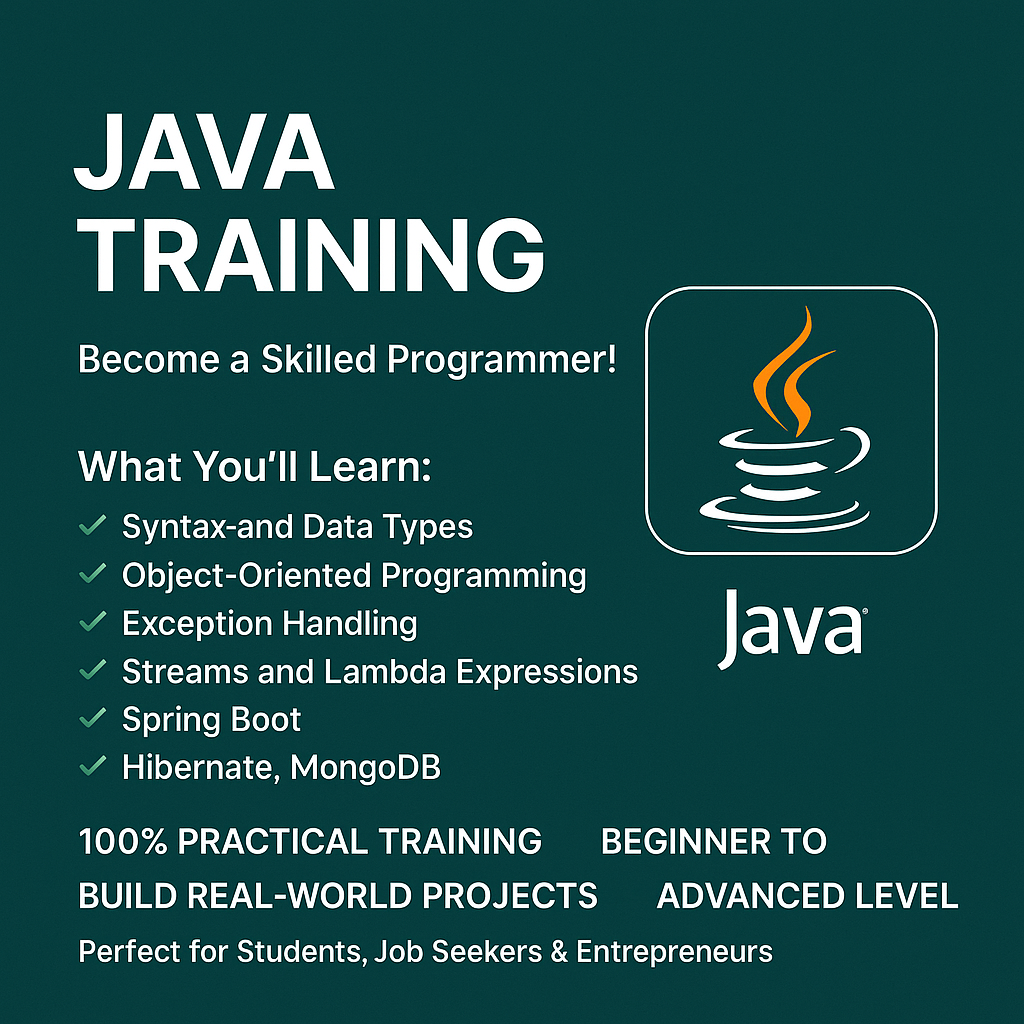 JAVA
TRAINING
Become a Skilled Programmer!
What You'll Learn:
Syntax-and Data Types
Object-Oriented Programming
Exception Handling
Streams and Lambda Expressions
Spring Boot
Hibernate, MongoDB
Java®
100% PRACTICAL TRAINING
BEGINNER TO
BUILD REAL-WORLD PROJECTS
ADVANCED LEVEL
Perfect for Students, Job Seekers & Entrepreneurs